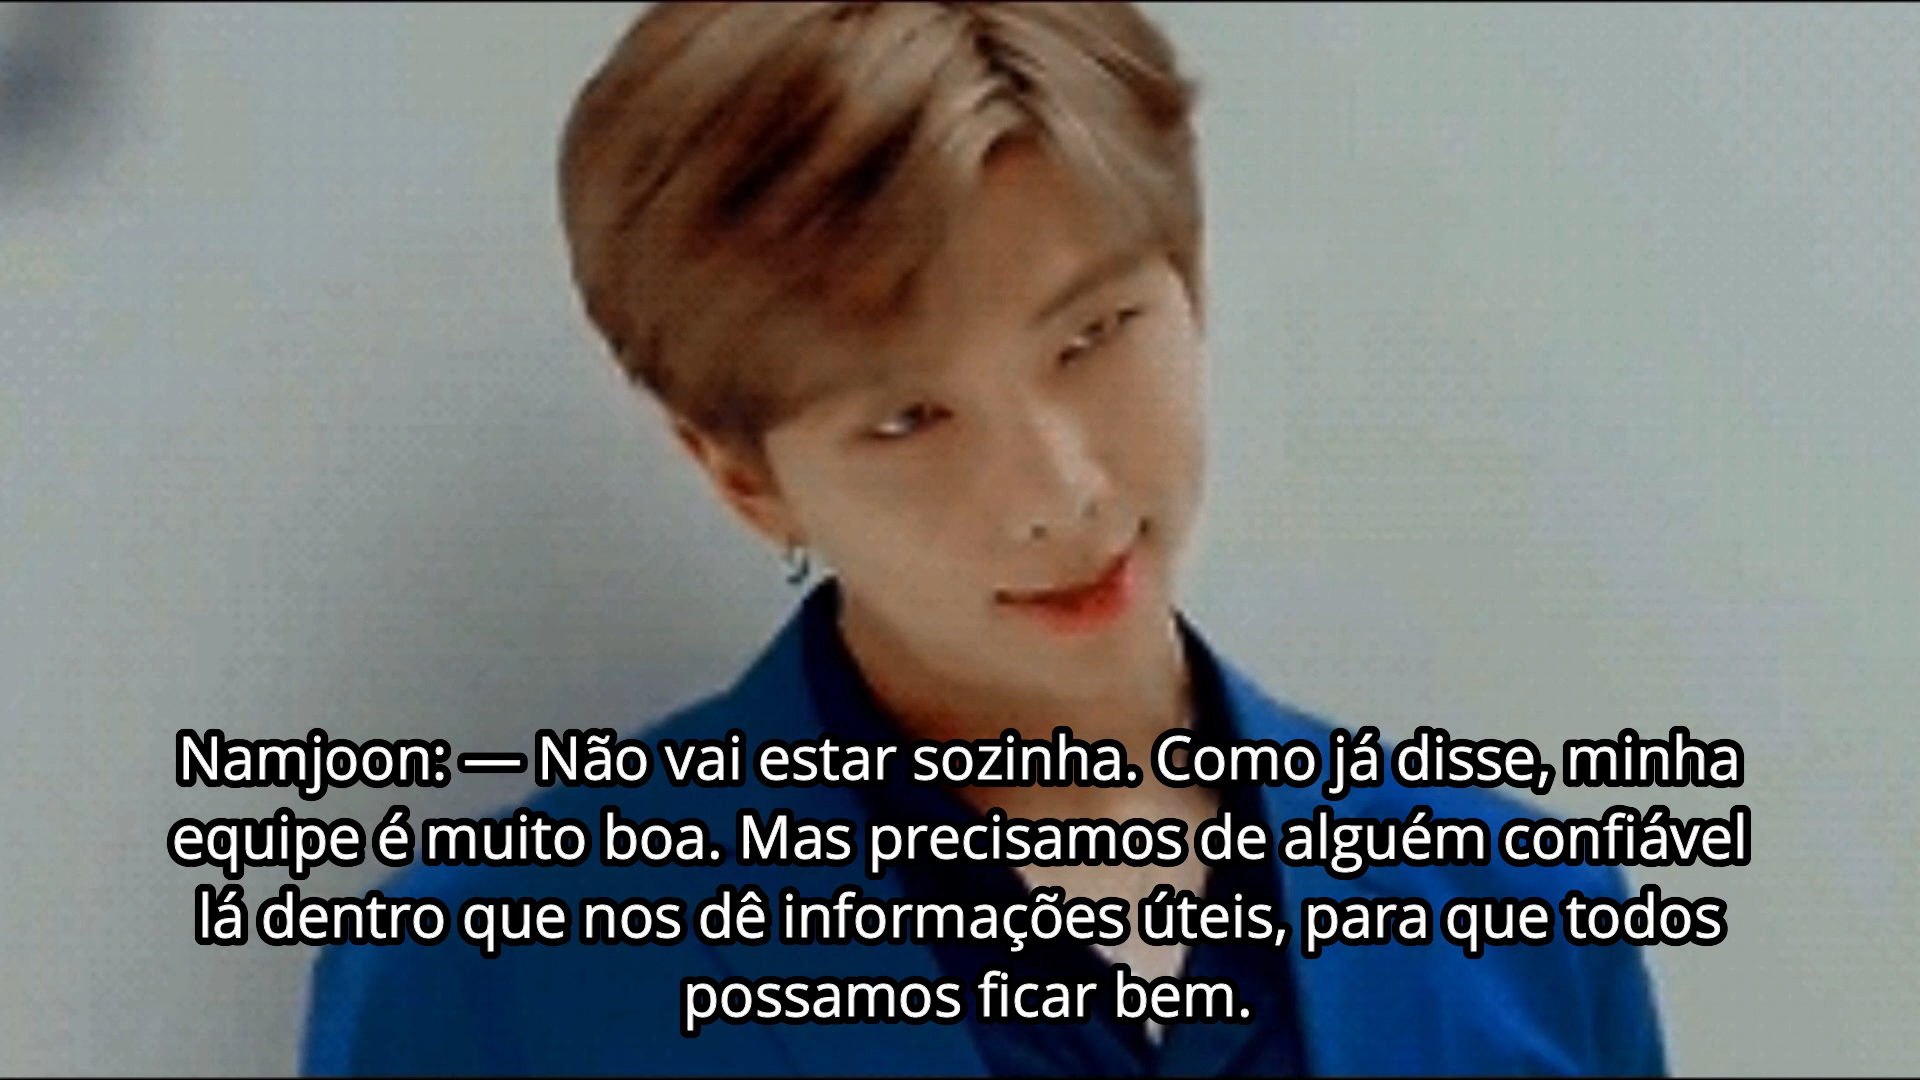 Namjoon: — Não vai estar sozinha. Como já disse, minha
equipe é muito boa. Mas precisamos de alguém confiável
lá dentro que nos dê informações úteis, para que todos
possamos ficar bem.